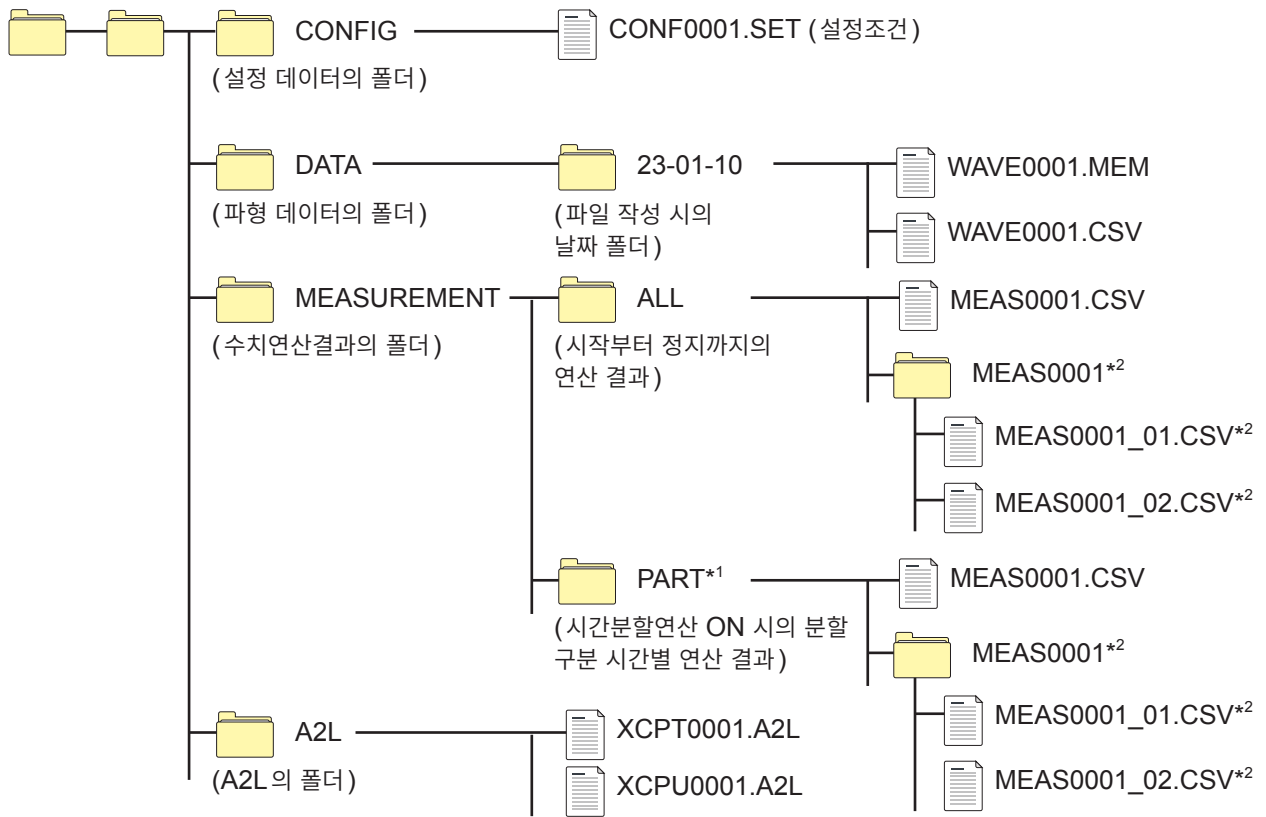 CONFIG
CONF0001.SET (설정조건)
(설정 데이터의 폴더)
DATA
23-01-10
WAVE0001.MEM
(파형 데이터의 폴더)
(파일 작성 시의
날짜 폴더)
WAVE0001.CSV
MEASUREMENT
ALL
MEAS0001.CSV
(수치연산결과의 폴더)
(시작부터 정지까지의
연산 결과)
MEAS0001*2
MEAS0001_01.CSV*2
MEAS0001_02.CSV*2
PART*1
MEAS0001.CSV
(시간분할연산 ON 시의 분할
구분 시간별 연산 결과)
MEAS0001*2
MEAS0001_01.CSV*2
MEAS0001_02.CSV*2
A2L
XCPT0001.A2L
(A2L의 폴더)
XCPU0001.A2L